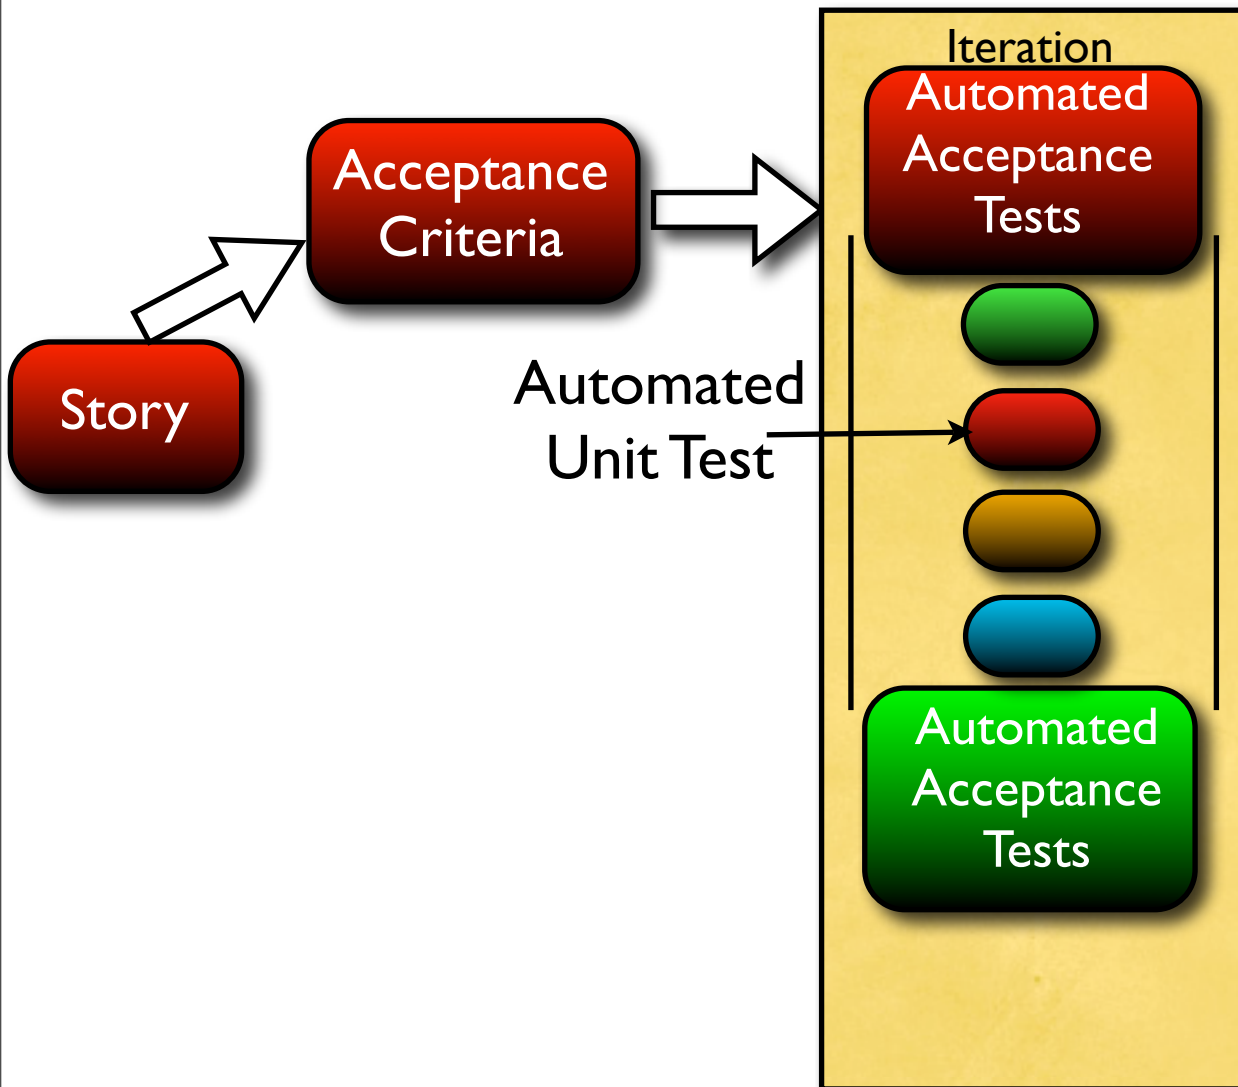 Story
Acceptance
Criteria
Automated
Unit Test
Iteration
Automated
Acceptance
Tests
Automated
Acceptance
Tests